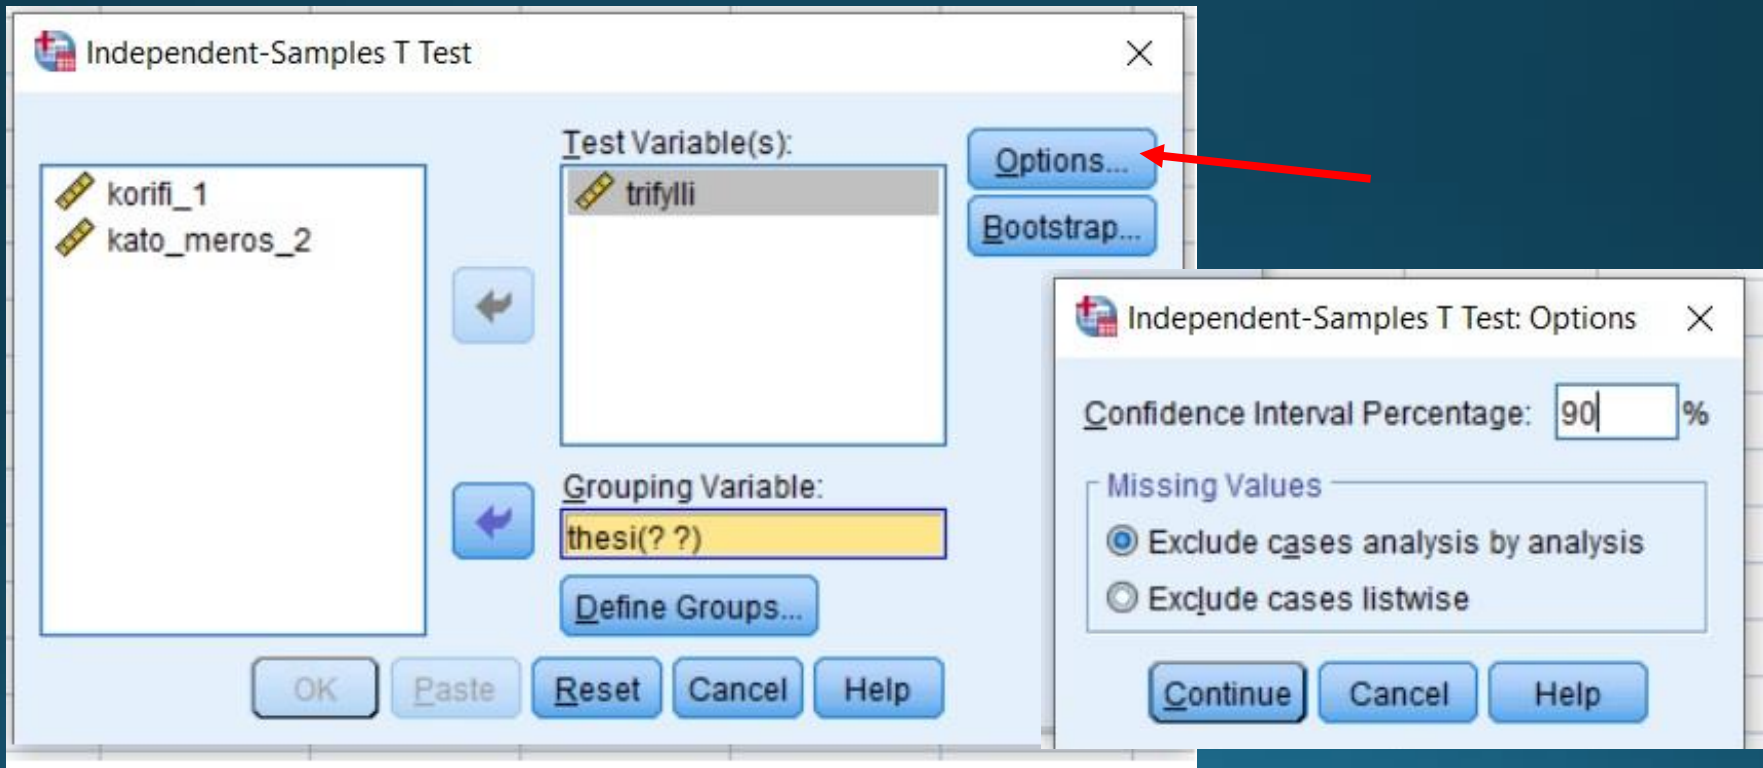 Independent-Samples T Test
Test Variable(s):
korifi_1
kato_meros_2
trifylli
Options...
Bootstrap...
Grouping Variable:
thesi(? ?)
Define Groups...
OK
Paste
Reset
Cancel
Help
Independent-Samples T Test: Options
Confidence Interval Percentage: 90 %
Missing Values
Exclude cases analysis by analysis
Exclude cases listwise
Continue
Cancel
Help